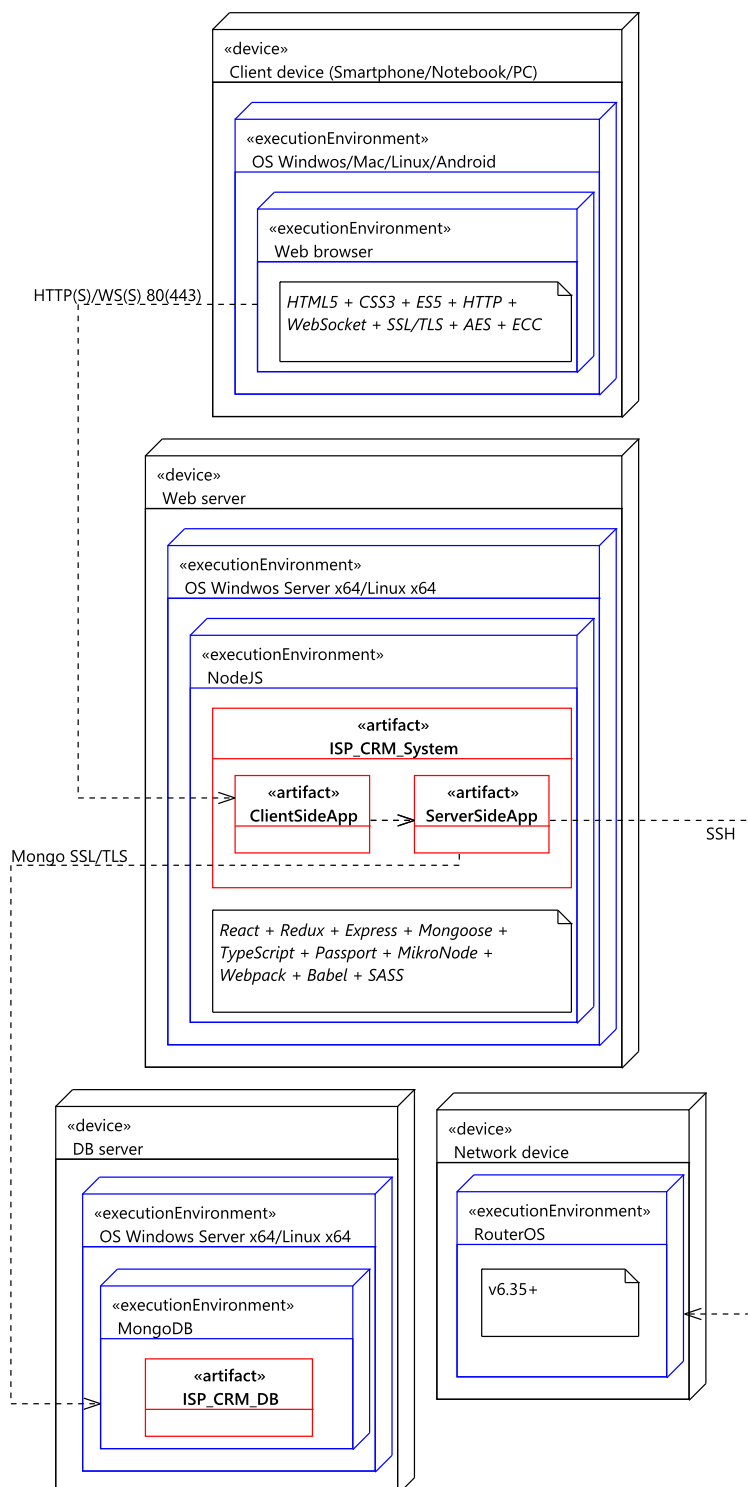 «device»
Client device (Smartphone/Notebook/PC)
«executionEnvironment»
OS Windwos/Mac/Linux/Android
«executionEnvironment»
Web browser
HTTP(S)/WS(S) 80(443)
HTML5 + CSS3 + ES5 + HTTP +
WebSocket + SSL/TLS + AES + ECC
«device»
Web server
«executionEnvironment»
OS Windwos Server x64/Linux x64
«executionEnvironment»
NodeJS
«artifact»
ISP_CRM_System
«artifact»
ClientSideApp
«artifact»
ServerSideApp
SSH
Mongo SSL/TLS
React + Redux + Express + Mongoose +
TypeScript + Passport + MikroNode +
Webpack + Babel + SASS
«device»
DB server
«executionEnvironment»
OS Windows Server x64/Linux x64
«executionEnvironment»
MongoDB
«artifact»
ISP_CRM_DB
«device»
Network device
«executionEnvironment»
RouterOS
v6.35+